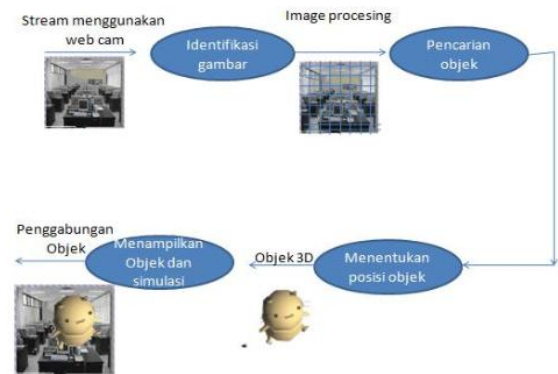 Stream menggunakan
web cam
Identifikasi
gambar
Image procesing
Pencarian
objek
Penggabungan
Objek
Menampilkan
Objek dan
simulasi
Objek 3D
Menentukan
posisi objek